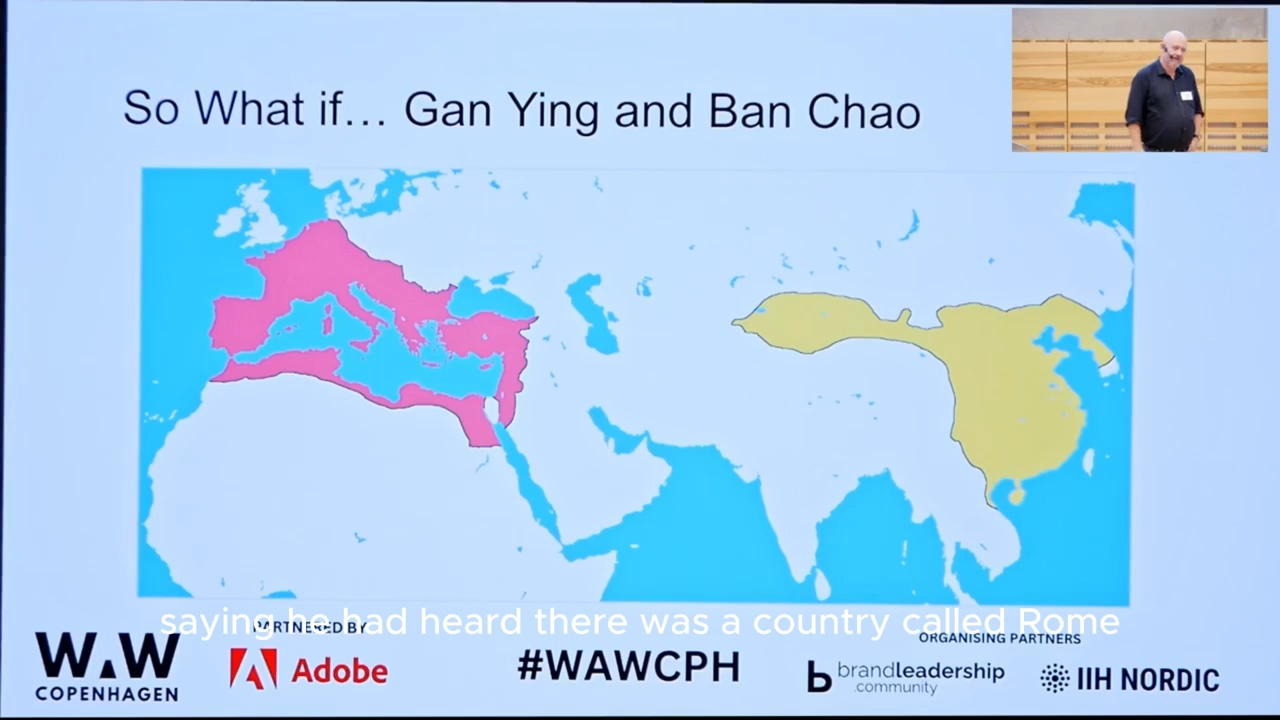 So What if... Gan Ying and Ban Chao
saying he had heard there was a country called Rome
PARTNERED BY
ORGANISING PARTNERS
WAW
COPENHAGEN
Adobe
#WAWCPH
b brandleadership
.community
IIH NORDIC